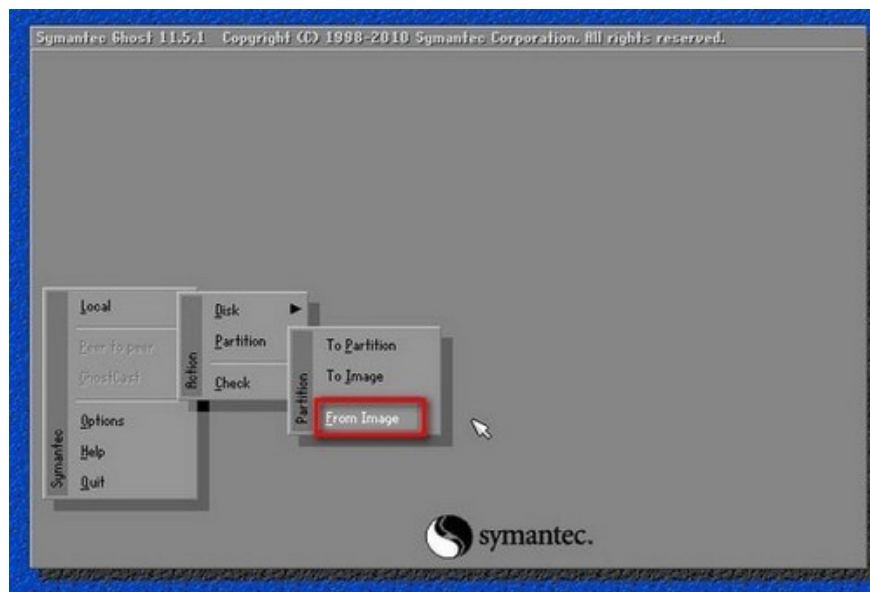 Symantec Ghost 11.5.1 Copyright (C) 1998-2010 Symantec Corporation. All rights reserved.
Symantec
Local
Peer to peer
GhostCast
Options
Help
Quit
Action
Disk
Partition
Check
Partition
To Partition
To Image
From Image
symantec.